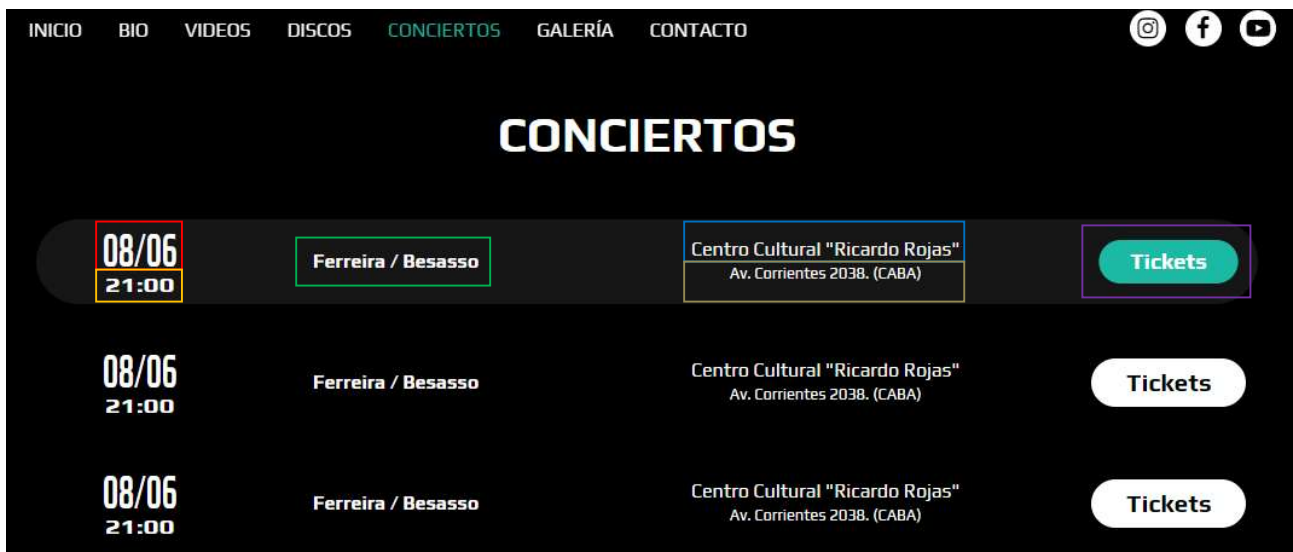 INICIO BIO VIDEOS DISCOS CONCIERTOS GALERÍA CONTACTO
CONCIERTOS
08/06
21:00
Ferreira / Besasso
Centro Cultural "Ricardo Rojas"
Av. Corrientes 2038. (CABA)
Tickets
08/06
21:00
Ferreira / Besasso
Centro Cultural "Ricardo Rojas"
Av. Corrientes 2038. (CABA)
Tickets
08/06
21:00
Ferreira / Besasso
Centro Cultural "Ricardo Rojas"
Av. Corrientes 2038. (CABA)
Tickets